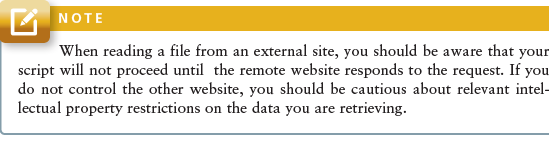 NOTE
When reading a file from an external site, you should be aware that your
script will not proceed until the remote website responds to the request. If you
do not control the other website, you should be cautious about relevant intel-
lectual property restrictions on the data you are retrieving.